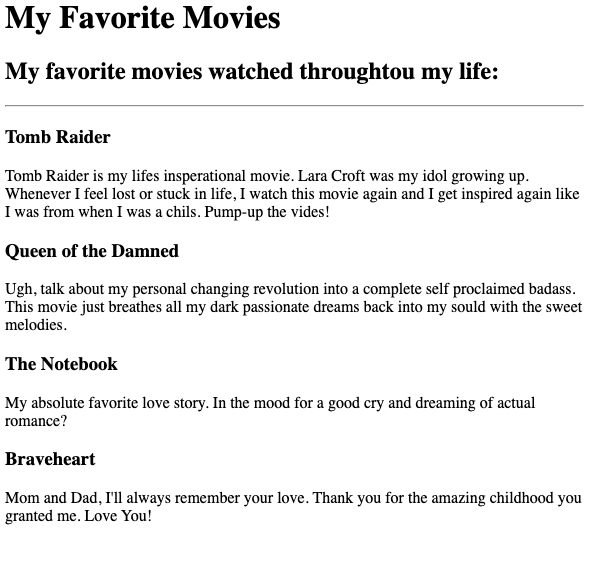 My Favorite Movies
My favorite movies watched throughtou my life:
Tomb Raider
Tomb Raider is my lifes insperational movie. Lara Croft was my idol growing up.
Whenever I feel lost or stuck in life, I watch this movie again and I get inspired again like
I was from when I was a chils. Pump-up the vides!
Queen of the Damned
Ugh, talk about my personal changing revolution into a complete self proclaimed badass.
This movie just breathes all my dark passionate dreams back into my sould with the sweet
melodies.
The Notebook
My absolute favorite love story. In the mood for a good cry and dreaming of actual
romance?
Braveheart
Mom and Dad, I'll always remember your love. Thank you for the amazing childhood you
granted me. Love You!